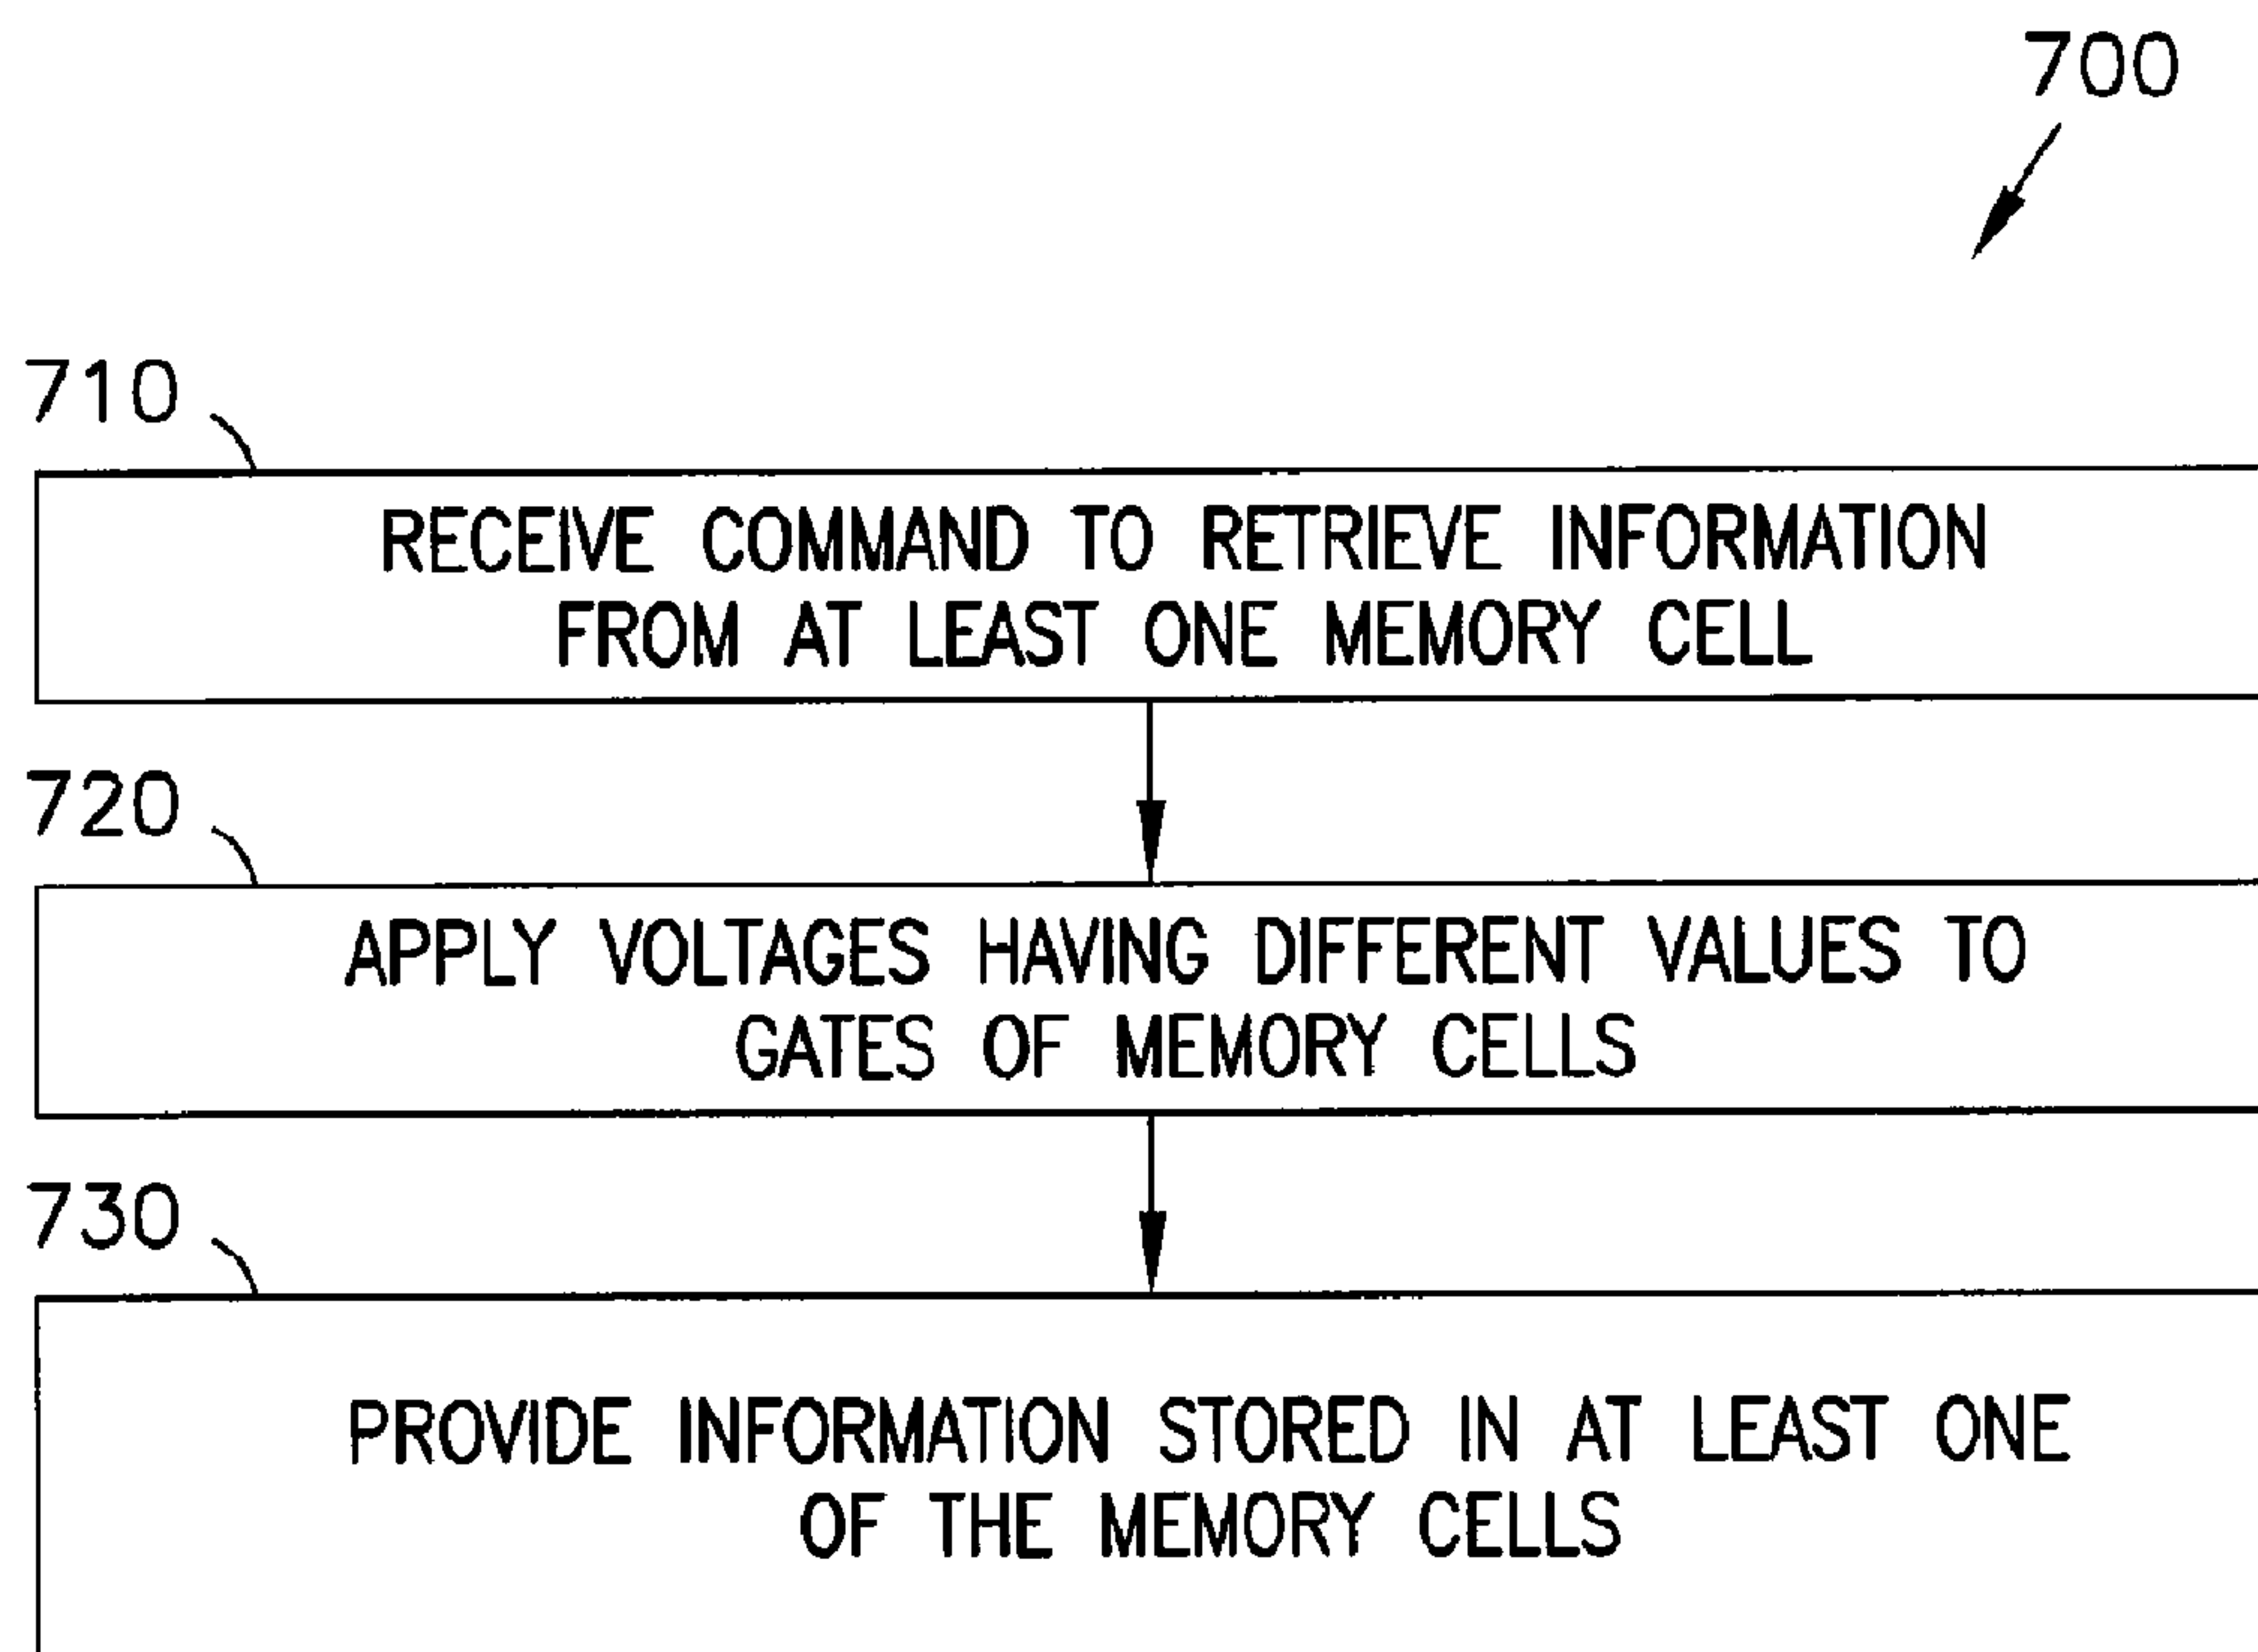 700
710
RECEIVE COMMAND TO RETRIEVE INFORMATION
FROM AT LEAST ONE MEMORY CELL
720
APPLY VOLTAGES HAVING DIFFERENT VALUES TO
GATES OF MEMORY CELLS
730
PROVIDE INFORMATION STORED IN AT LEAST ONE
OF THE MEMORY CELLS